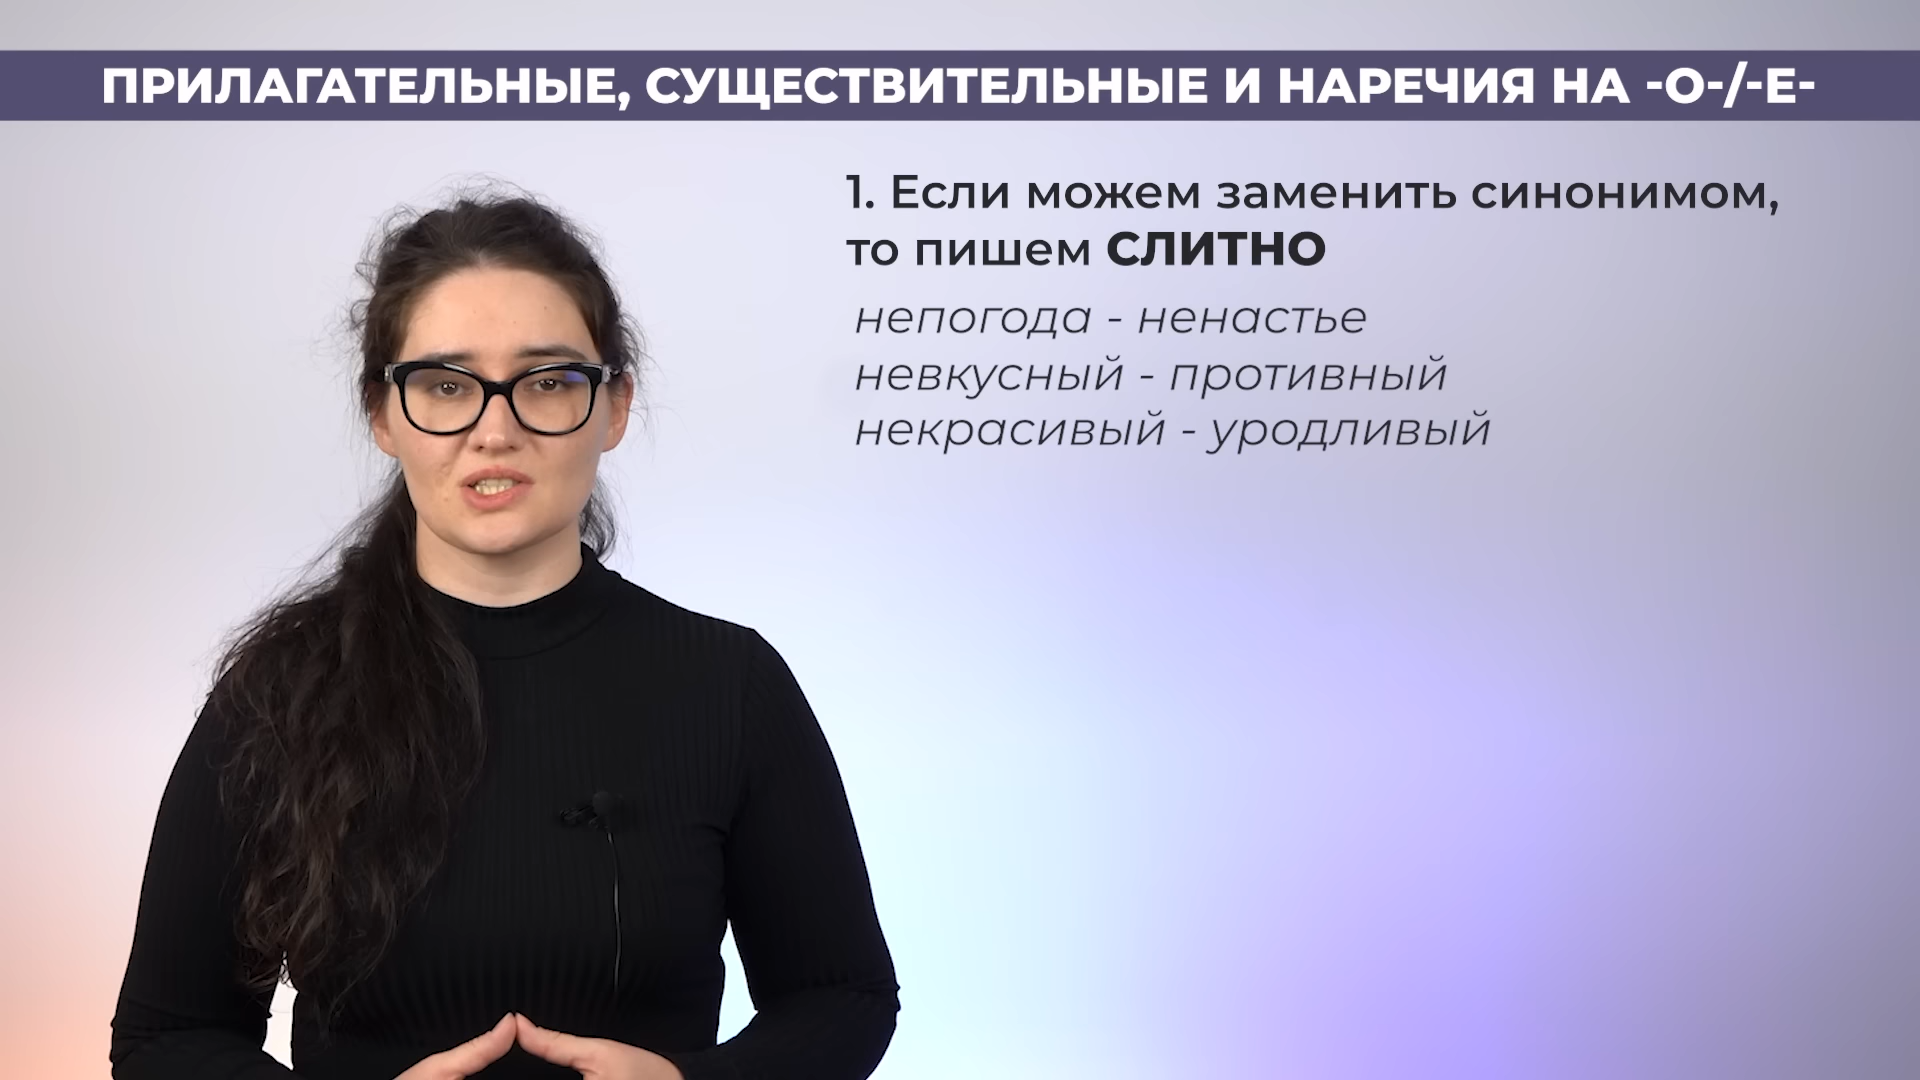 ПРИЛАГАТЕЛЬНЫЕ, СУЩЕСТВИТЕЛЬНЫЕ И НАРЕЧИЯ НА -О-/-Е-
1. Если можем заменить синонимом,
то пишем СЛИТНО
непогода - ненастье
невкусный - противный
некрасивый - уродливый